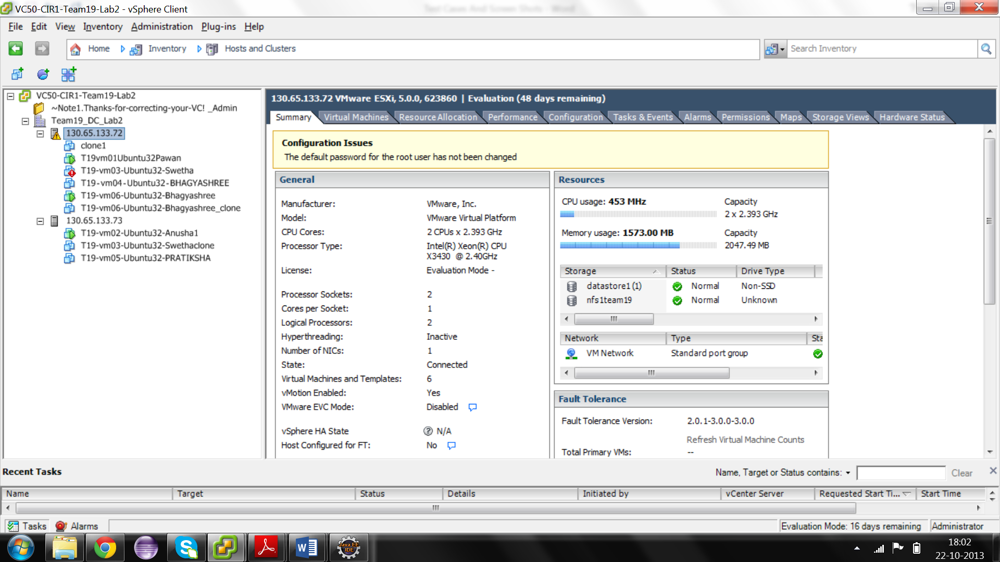 VC50-CIR1-Team19-Lab2 - vSphere Client
File Edit View Inventory Administration Plug-ins Help
Home Inventory Hosts and Clusters Search Inventory
VC50-CIR1-Team19-Lab2
~Note1.Thanks-for-correcting-your-VC! _Admin
Team19_DC_Lab2
130.65.133.72
clone1
T19vm01Ubuntu32Pawan
T19-vm03-Ubuntu32-Swetha
T19-vm04-Ubuntu32-BHAGYASHREE
T19-vm06-Ubuntu32-Bhagyashree
T19-vm06-Ubuntu32-Bhagyashree_clone
130.65.133.73
T19-vm02-Ubuntu32-Anusha1
T19-vm03-Ubuntu32-Swethaclone
T19-vm05-Ubuntu32-PRATIKSHA
130.65.133.72 VMware ESXi, 5.0.0, 623860 | Evaluation (48 days remaining)
Summary Virtual Machines Resource Allocation Performance Configuration Tasks & Events Alarms Permissions Maps Storage Views Hardware Status
Configuration Issues
The default password for the root user has not been changed
General
Manufacturer: VMware, Inc.
Model: VMware Virtual Platform
CPU Cores: 2 CPUs x 2.393 GHz
Processor Type: Intel(R) Xeon(R) CPU
X3430 @ 2.40GHz
License: Evaluation Mode -
Processor Sockets: 2
Cores per Socket: 1
Logical Processors: 2
Hyperthreading: Inactive
Number of NICs: 1
State: Connected
Virtual Machines and Templates: 6
vMotion Enabled: Yes
VMware EVC Mode: Disabled
vSphere HA State N/A
Host Configured for FT: No
Resources
CPU usage: 453 MHz Capacity
2 x 2.393 GHz
Memory usage: 1573.00 MB Capacity
2047.49 MB
Storage Status Drive Type
datastore1 (1) Normal Non-SSD
nfs1team19 Normal Unknown
Network Type Sta
VM Network Standard port group
Fault Tolerance
Fault Tolerance Version: 2.0.1-3.0.0-3.0.0
Refresh Virtual Machine Counts
Total Primary VMs: --
Recent Tasks Name, Target or Status contains: Clear
Name Target Status Details Initiated by vCenter Server Requested Start Ti... Start Time
Tasks Alarms Evaluation Mode: 16 days remaining Administrator
Java EE
IDE
18:02
22-10-2013